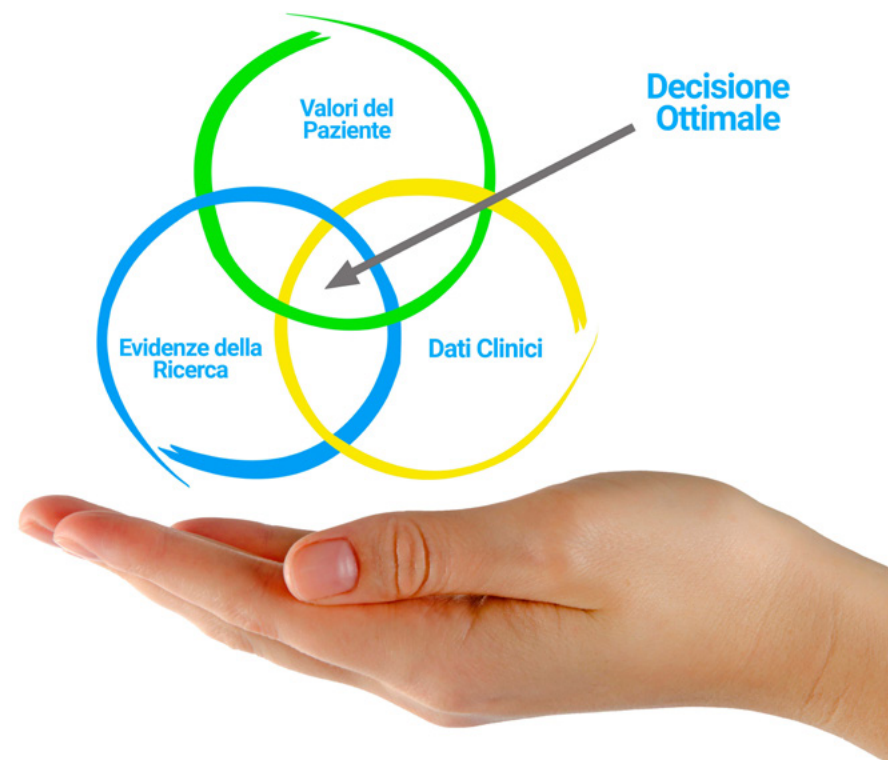 Valori del
Paziente
Decisione
Ottimale
Evidenze della
Ricerca
Dati Clinici